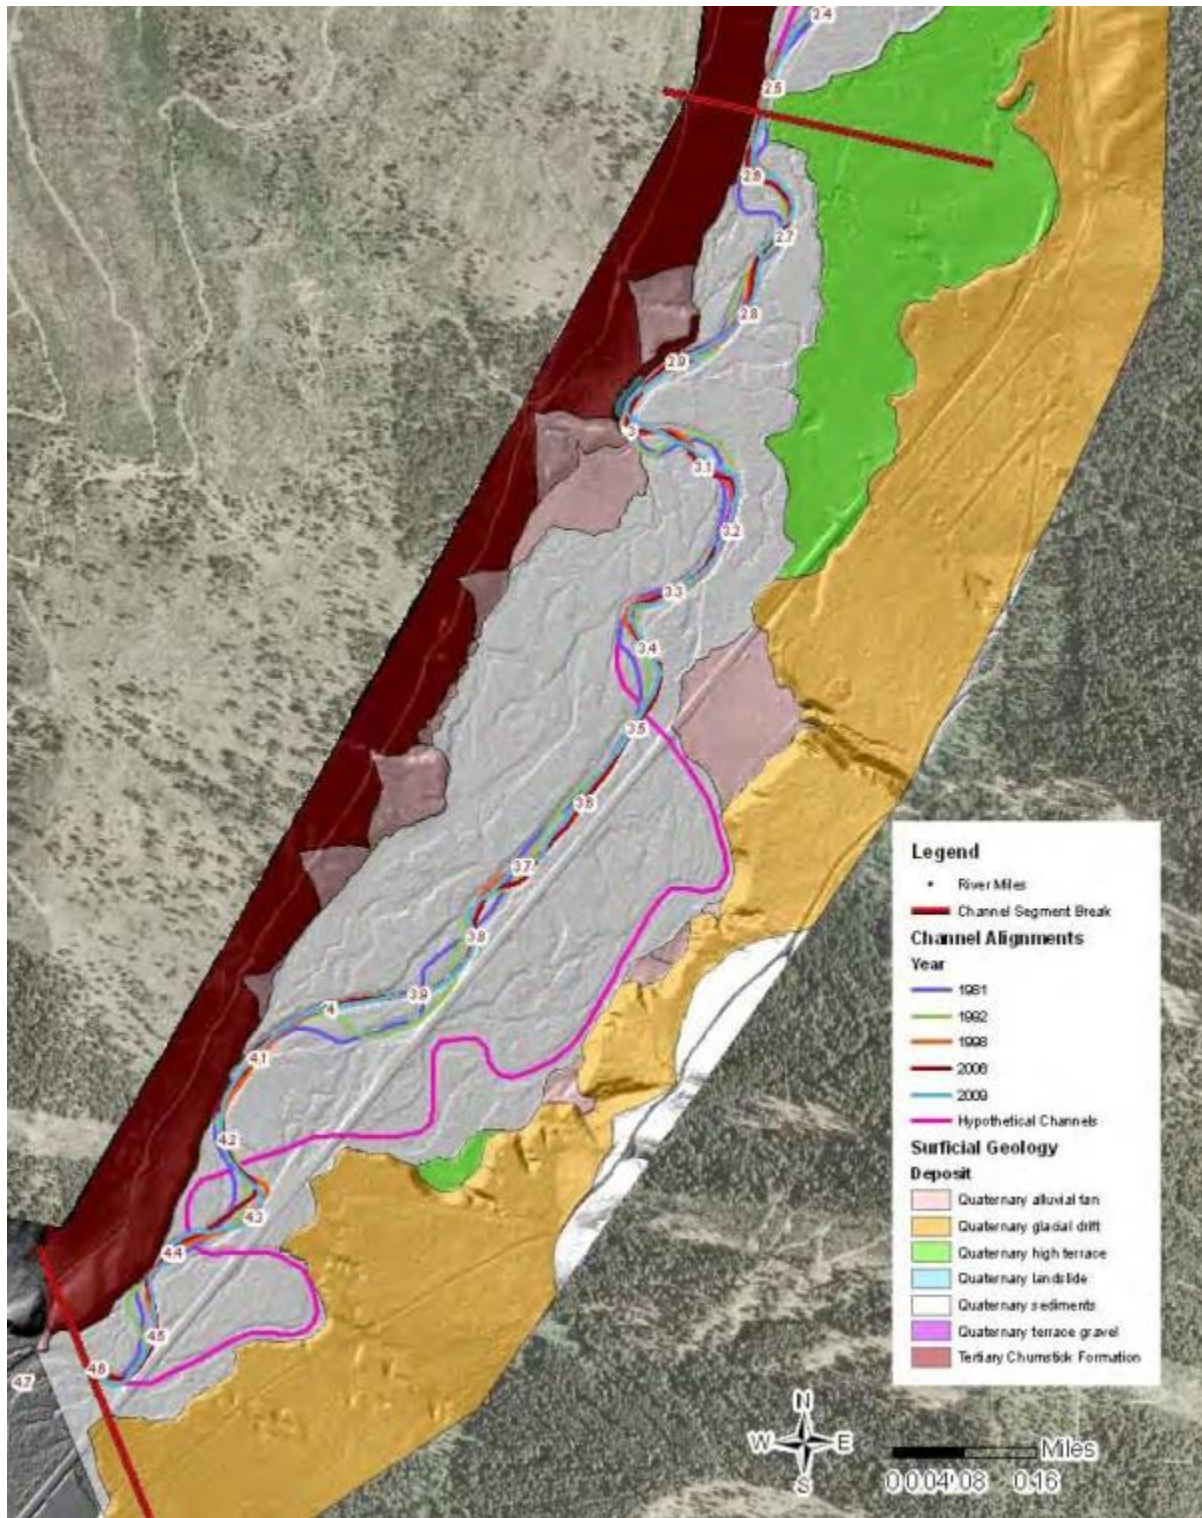 2.4
2.5
2.6
2.7
2.8
2.9
3
3.1
3.2
3.3
3.4
3.5
3.6
3.7
3.8
3.9
4
4.1
4.2
4.3
4.4
4.5
4.6
4.7
Legend
River Miles
Channel Segment Break
Channel Alignments
Year
1981
1992
1998
2006
2009
Hypothetical Channels
Surficial Geology
Deposit
Quaternary alluvial fan
Quaternary glacial drift
Quaternary high terrace
Quaternary landslide
Quaternary sediments
Quaternary terrace gravel
Tertiary Chumstick Formation
N
W E
S
Miles
0 0.04 0.08 0.16